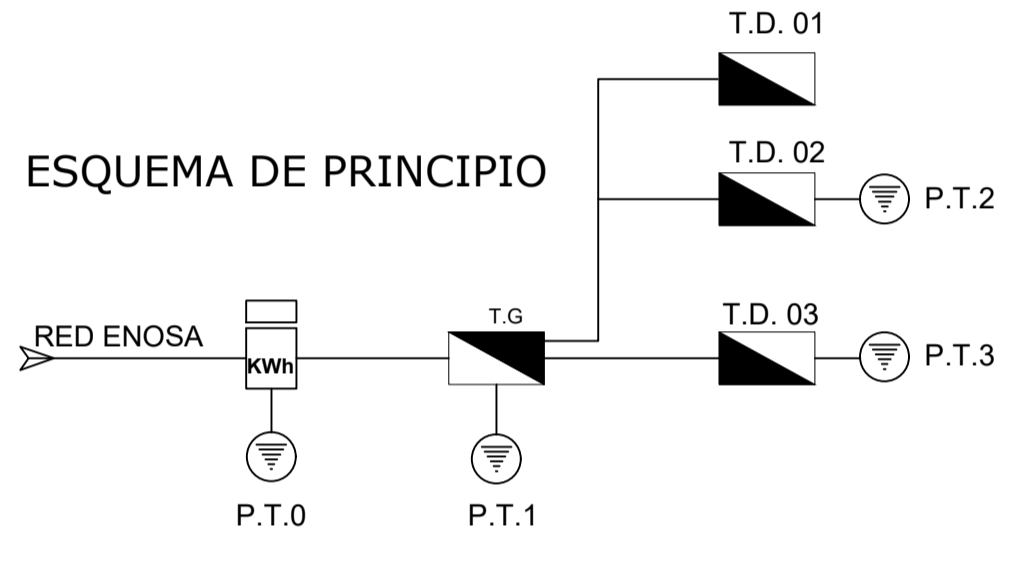 T.D. 01
T.D. 02
ESQUEMA DE PRINCIPIO
P.T.2
T.G
T.D. 03
RED ENOSA
KWh
P.T.3
P.T.0
P.T.1